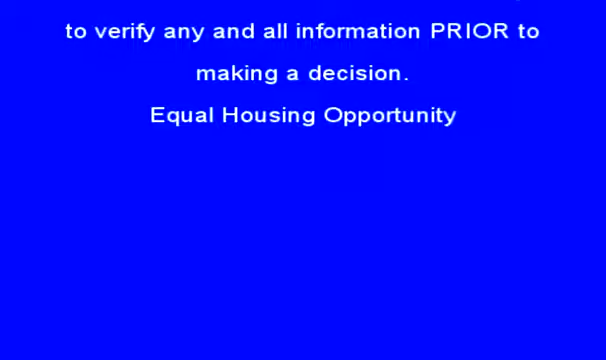 to verify any and all information PRIOR to
making a decision.
Equal Housing Opportunity